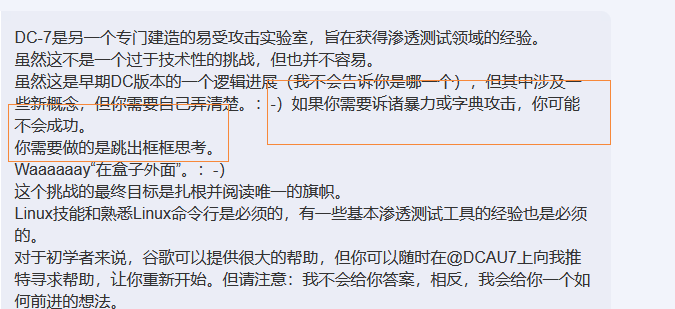 DC-7是另一个专门建造的易受攻击实验室，旨在获得渗透测试领域的经验。
虽然这不是一个过于技术性的挑战，但也并不容易。
虽然这是早期DC版本的一个逻辑进展（我不会告诉你是哪一个），但其中涉及一
些新概念，但你需要自己弄清楚。：-）如果你需要诉诸暴力或字典攻击，你可能
不会成功。
你需要做的是跳出框框思考。
Waaaaaay“在盒子外面”。：-）
这个挑战的最终目标是扎根并阅读唯一的旗帜。
Linux技能和熟悉Linux命令行是必须的，有一些基本渗透测试工具的经验也是必须
的。
对于初学者来说，谷歌可以提供很大的帮助，但你可以随时在@DCAU7上向我推
特寻求帮助，让你重新开始。但请注意：我不会给你答案，相反，我会给你一个如
何前进的想法。